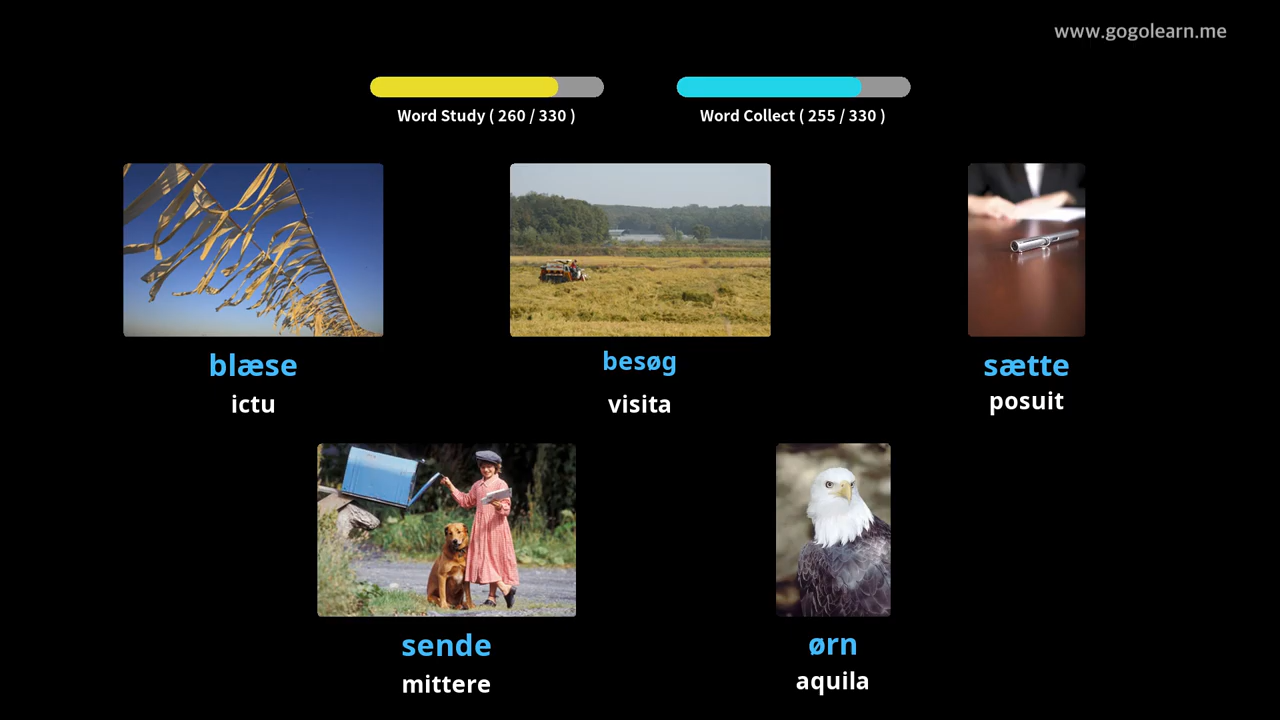 www.gogolearn.me
Word Study ( 260 / 330 )
Word Collect ( 255 / 330 )
blæse
ictu
besøg
visita
sætte
posuit
sende
mittere
ørn
aquila